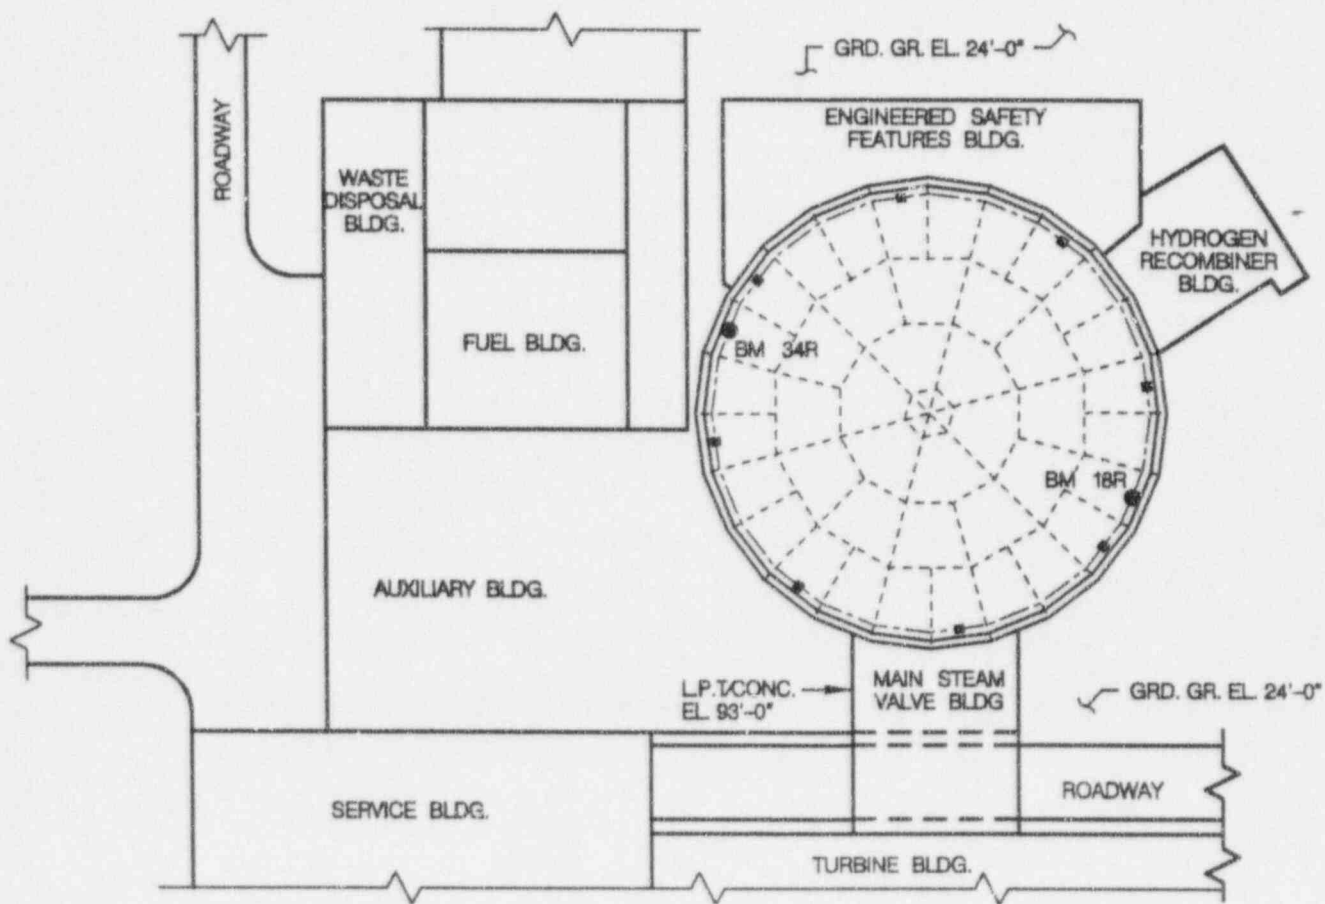 GRD. GR. EL. 24'-0"
ROADWAY
ENGINEERED SAFETY
FEATURES BLDG.
WASTE
DISPOSAL
BLDG.
HYDROGEN
RECOMBINER
BLDG.
FUEL BLDG.
BM 34R
BM 18R
AUXILIARY BLDG.
L.P.T./CONC.
EL. 93'-0"
MAIN STEAM
VALVE BLDG
GRD. GR. EL. 24'-0"
ROADWAY
SERVICE BLDG.
TURBINE BLDG.